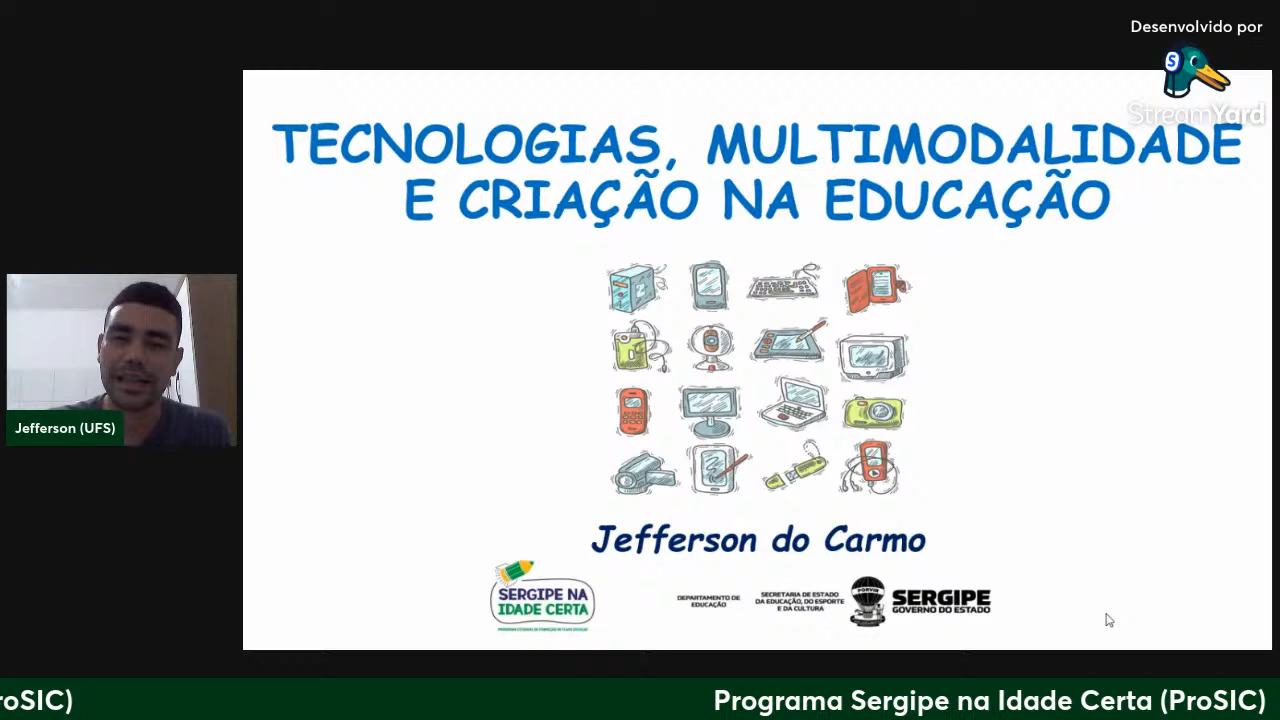 Desenvolvido por
StreamYard
TECNOLOGIAS, MULTIMODALIDADE
E CRIAÇÃO NA EDUCAÇÃO
Jefferson (UFS)
Jefferson do Carmo
SERGIPE NA
IDADE CERTA
DEPARTAMENTO DE
EDUCAÇÃO
SECRETARIA DE ESTADO
DA EDUCAÇÃO, DO ESPORTE
E DA CULTURA
SERGIPE
GOVERNO DO ESTADO
roSIC)
Programa Sergipe na Idade Certa (ProSIC)